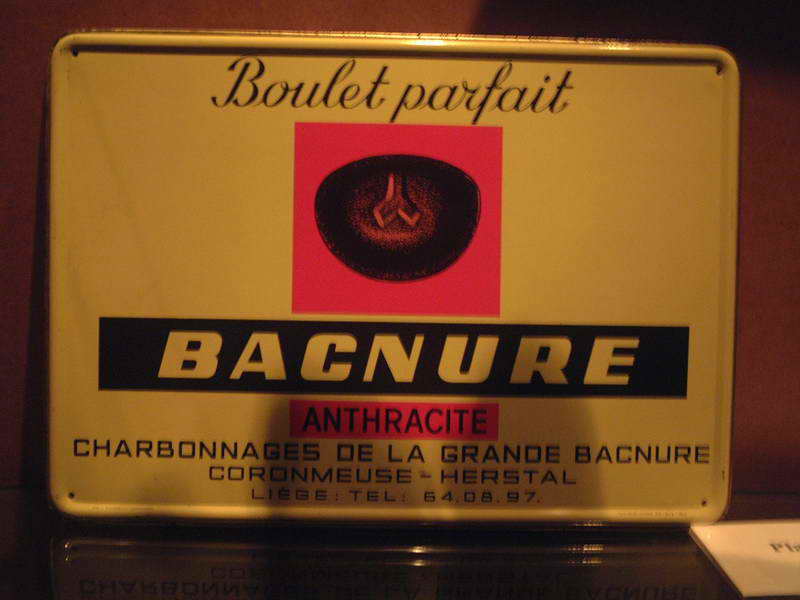 Boulet parfait
BACNURE
ANTHRACITE
CHARBONNAGES DE LA GRANDE BACNURE
CORONMEUSE - HERSTAL
LIÈGE: TEL: 64.08.97.